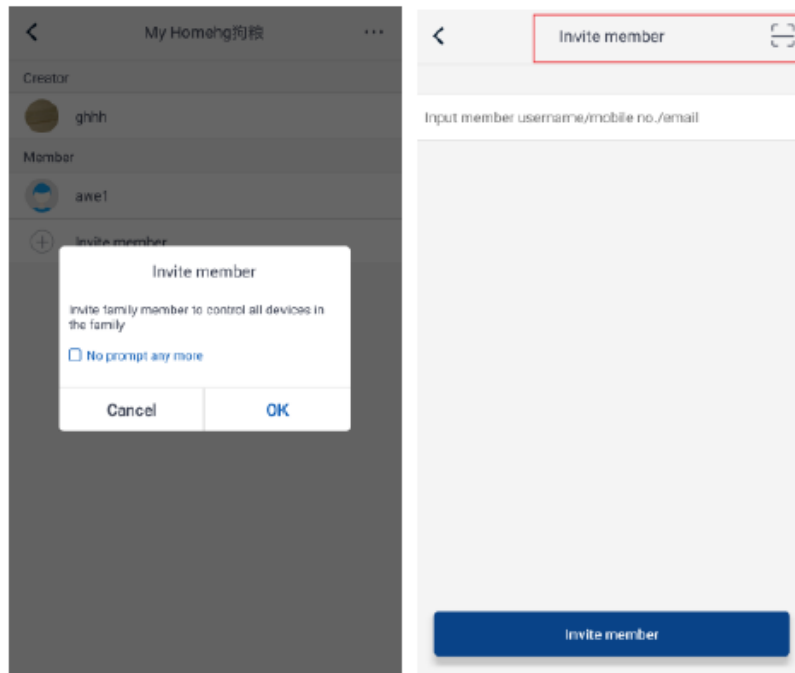 My Homehg狗粮
Creator
ghhh
Member
awe1
Invite member
Invite member
Invite family member to control all devices in
the family
No prompt any more
Cancel
OK
Invite member
Input member username/mobile no./email
Invite member